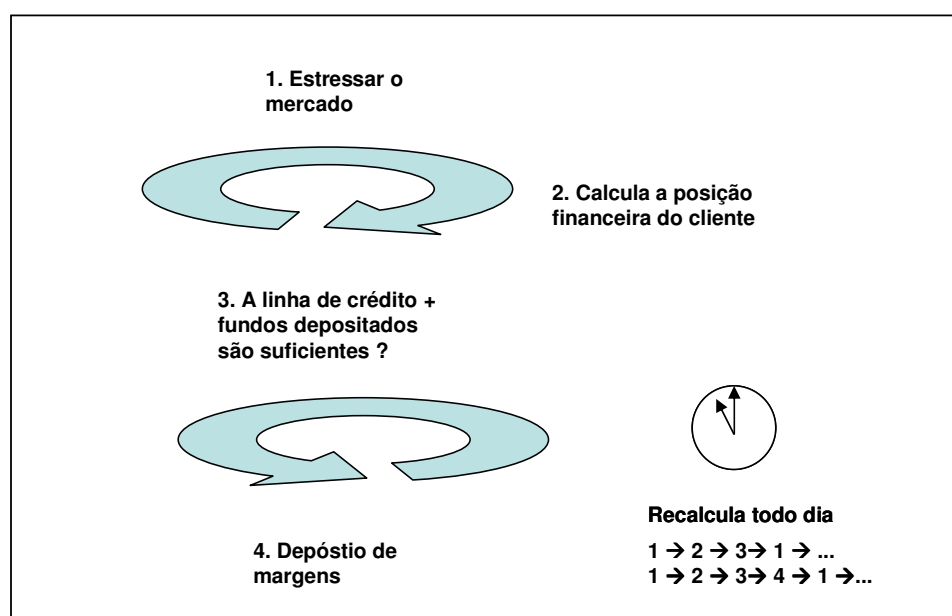 1. Estressar o
mercado
2. Calcula a posição
financeira do cliente
3. A linha de crédito +
fundos depositados
são suficientes ?
4. Depóstio de
margens
Recalcula todo dia
1 → 2 → 3→ 1 → ...
1 → 2 → 3→ 4 → 1 →...